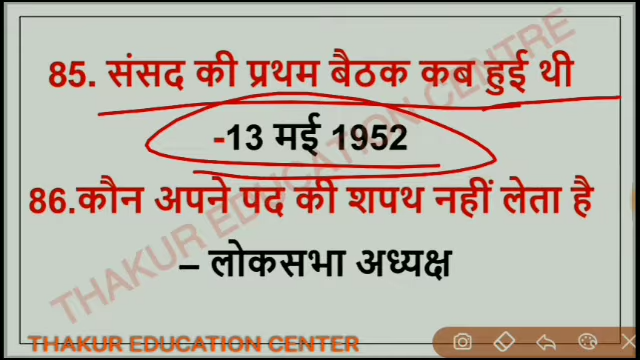 85. संसद की प्रथम बैठक कब हुई थी
-13 मई 1952
86.कौन अपने पद की शपथ नहीं लेता है
– लोकसभा अध्यक्ष
THAKUR EDUCATION CENTRE
THAKUR EDUCATION CENTER